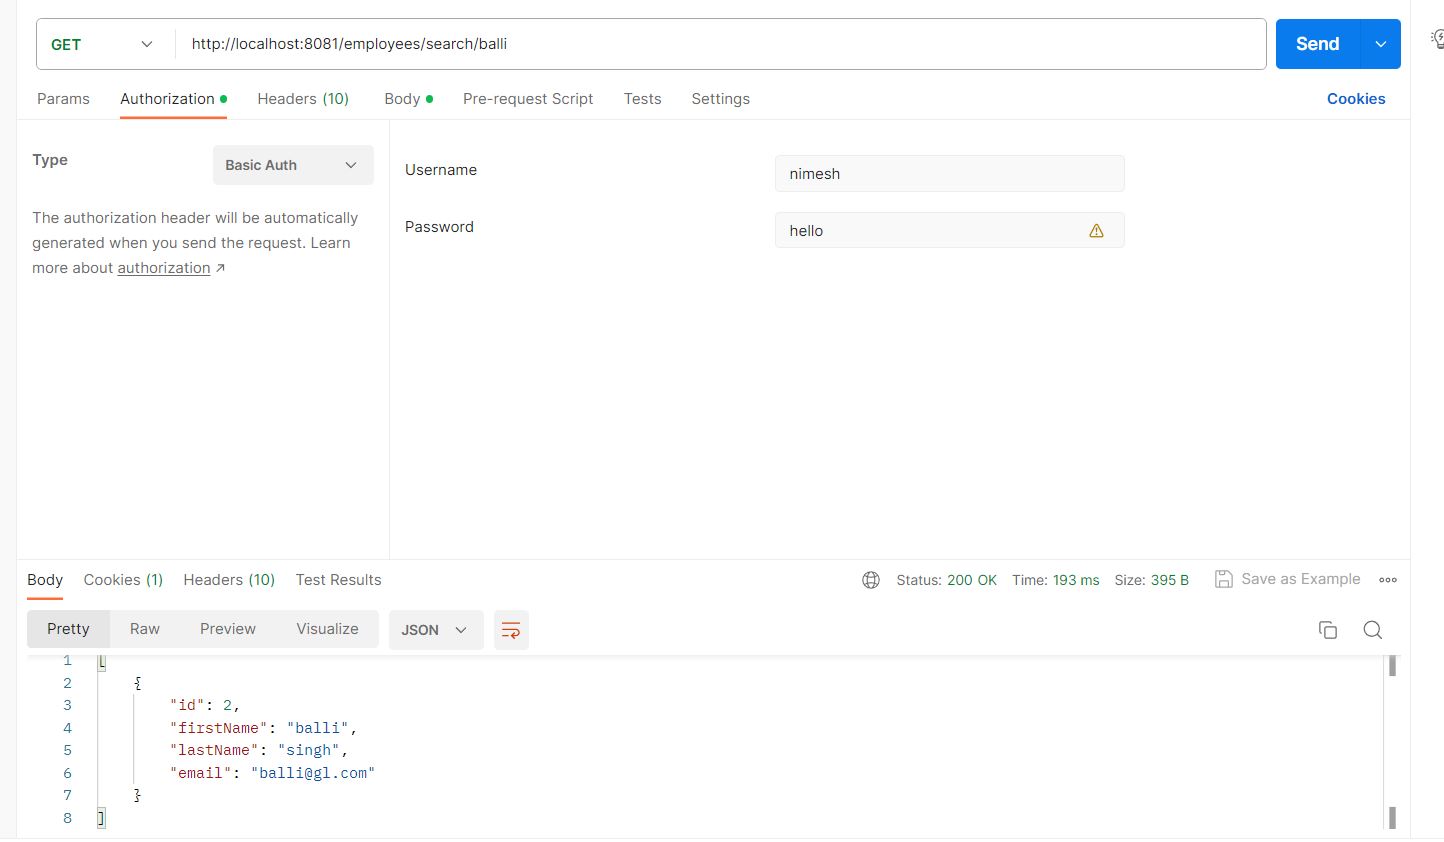 GET http://localhost:8081/employees/search/balli Send
Params Authorization Headers (10) Body Pre-request Script Tests Settings Cookies
Type Basic Auth
The authorization header will be automatically
generated when you send the request. Learn
more about authorization ↗
Username nimesh
Password hello
Body Cookies (1) Headers (10) Test Results Status: 200 OK Time: 193 ms Size: 395 B Save as Example
Pretty Raw Preview Visualize JSON
1 [
2 {
3 "id": 2,
4 "firstName": "balli",
5 "lastName": "singh",
6 "email": "balli@gl.com"
7 }
8 ]